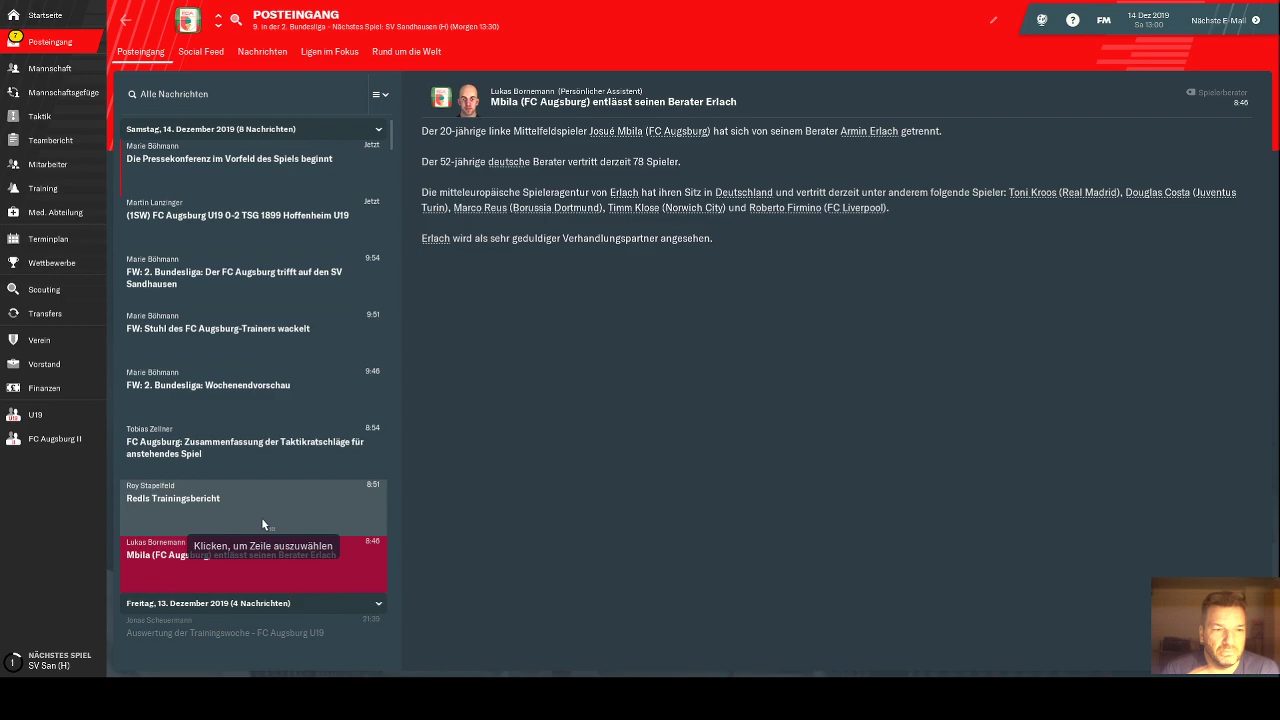 Startseite
7
Posteingang
Mannschaft
Mannschaftsgefüge
Taktik
Teambericht
Mitarbeiter
Training
Med. Abteilung
Terminplan
Wettbewerbe
Scouting
Transfers
Verein
Vorstand
Finanzen
U19
FC Augsburg II
1
NÄCHSTES SPIEL
SV San (H)
POSTEINGANG
9. in der 2. Bundesliga - Nächstes Spiel: SV Sandhausen (H) (Morgen 13:30)
FM
14 Dez 2019
Sa 13:00
Nächste E-Mail
Posteingang
Social Feed
Nachrichten
Ligen im Fokus
Rund um die Welt
Alle Nachrichten
Samstag, 14. Dezember 2019 (8 Nachrichten)
Marie Böhmann
Jetzt
Die Pressekonferenz im Vorfeld des Spiels beginnt
Martin Lanzinger
Jetzt
(1SW) FC Augsburg U19 0-2 TSG 1899 Hoffenheim U19
Marie Böhmann
9:54
FW: 2. Bundesliga: Der FC Augsburg trifft auf den SV
Sandhausen
Marie Böhmann
9:51
FW: Stuhl des FC Augsburg-Trainers wackelt
Marie Böhmann
9:46
FW: 2. Bundesliga: Wochenendvorschau
Tobias Zellner
8:54
FC Augsburg: Zusammenfassung der Taktikratschläge für
anstehendes Spiel
Roy Stapelfeld
8:51
Redls Trainingsbericht
Klicken, um Zeile auszuwählen
Lukas Bornemann
8:46
Mbila (FC Augsburg) entlässt seinen Berater Erlach
Freitag, 13. Dezember 2019 (4 Nachrichten)
Jonas Scheuermann
21:35
Auswertung der Trainingswoche - FC Augsburg U19
Lukas Bornemann (Persönlicher Assistent)
Mbila (FC Augsburg) entlässt seinen Berater Erlach
Spielerberater
8:46
Der 20-jährige linke Mittelfeldspieler Josué Mbila (FC Augsburg) hat sich von seinem Berater Armin Erlach getrennt.
Der 52-jährige deutsche Berater vertritt derzeit 78 Spieler.
Die mitteleuropäische Spieleragentur von Erlach hat ihren Sitz in Deutschland und vertritt derzeit unter anderem folgende Spieler: Toni Kroos (Real Madrid), Douglas Costa (Juventus
Turin), Marco Reus (Borussia Dortmund), Timm Klose (Norwich City) und Roberto Firmino (FC Liverpool).
Erlach wird als sehr geduldiger Verhandlungspartner angesehen.